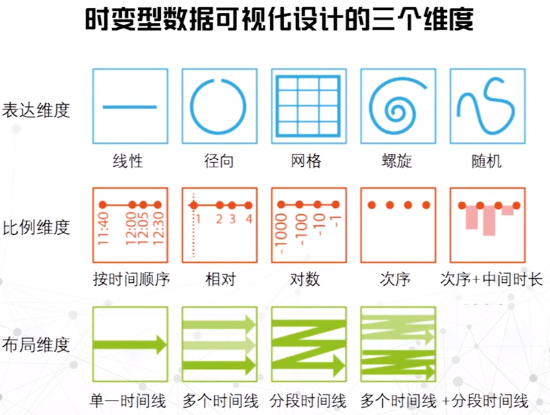 时变型数据可视化设计的三个维度
表达维度
线性 径向 网格 螺旋 随机
比例维度
11:40 12:00 12:05 12:30
1 2 3 4
-1000 -100 -10 -1
按时间顺序 相对 对数 次序 次序+中间时长
布局维度
单一时间线 多个时间线 分段时间线 多个时间线+分段时间线